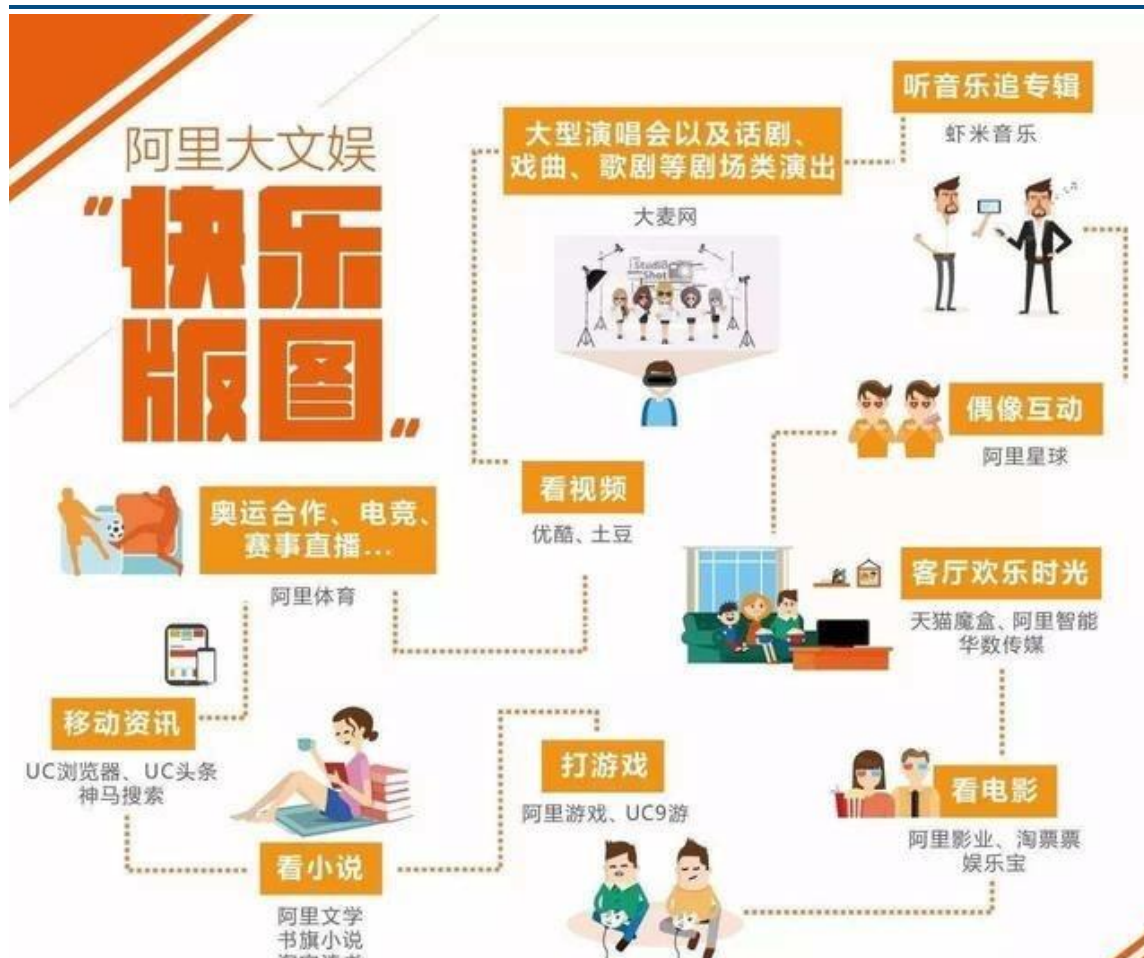 阿里大文娱
“快乐
版图”
听音乐追专辑
虾米音乐
大型演唱会以及话剧、
戏曲、歌剧等剧场类演出
大麦网
Studio
Shot
偶像互动
阿里星球
看视频
优酷、土豆
奥运合作、电竞、
赛事直播...
阿里体育
客厅欢乐时光
天猫魔盒、阿里智能
华数传媒
移动资讯
UC浏览器、UC头条
神马搜索
打游戏
阿里游戏、UC9游
看电影
阿里影业、淘票票
娱乐宝
看小说
阿里文学
书旗小说